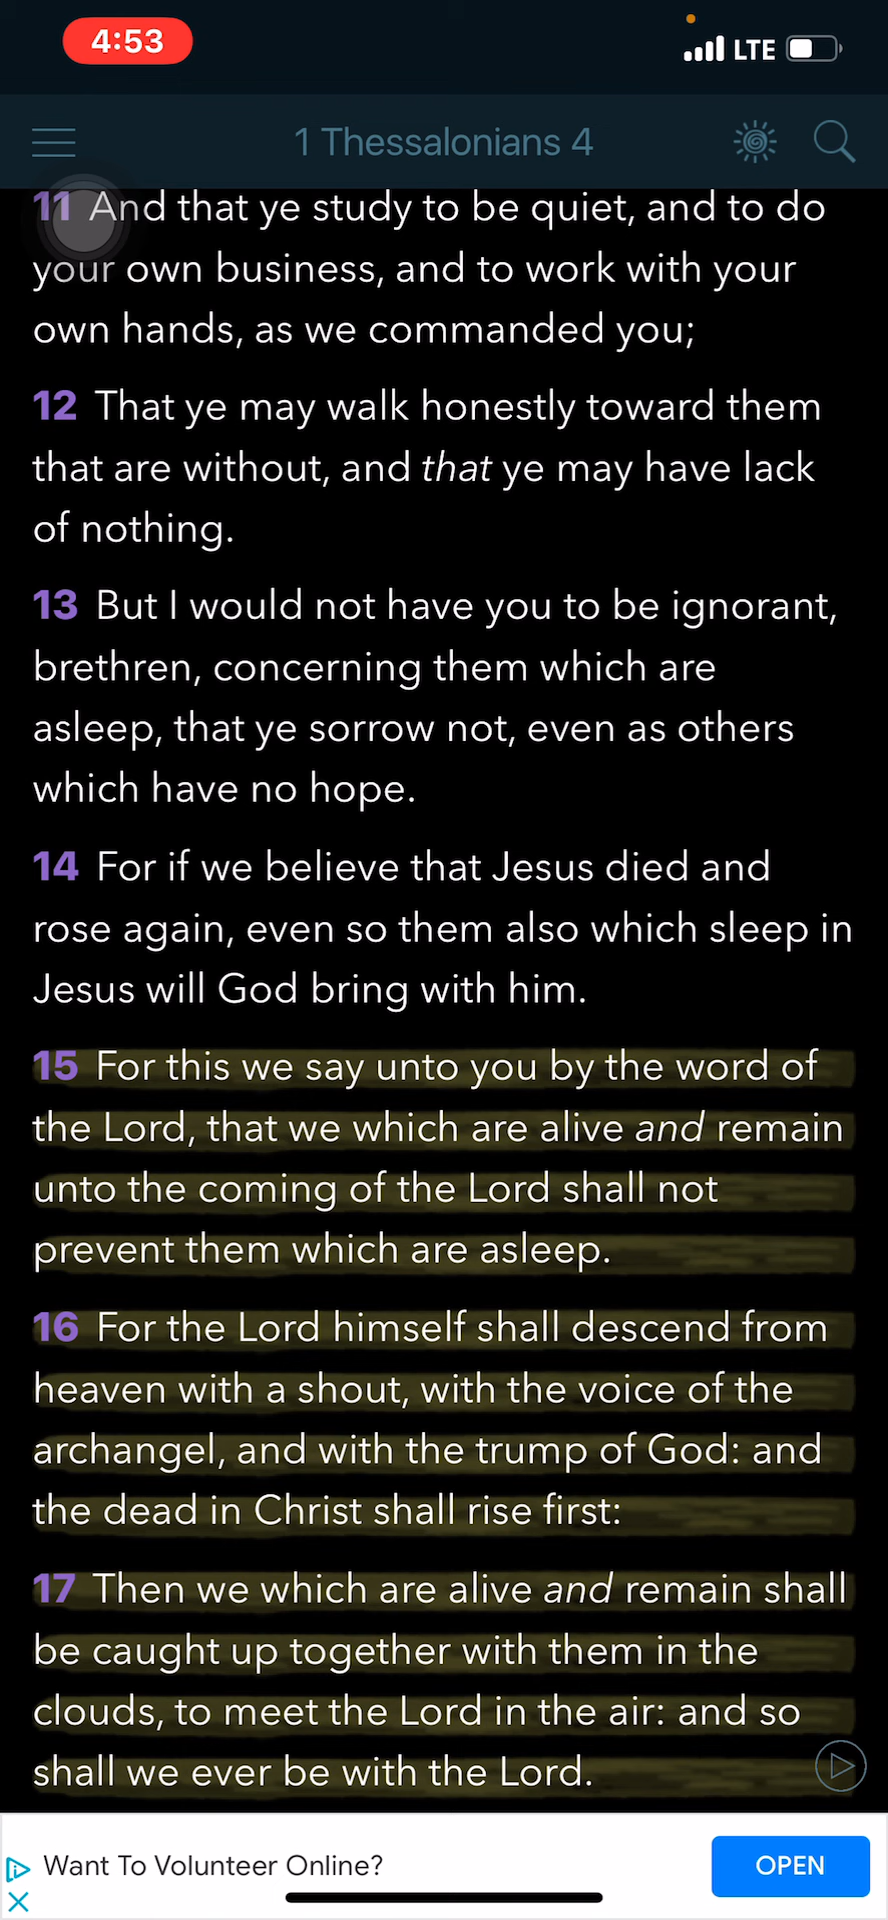 4:53
LTE
1 Thessalonians 4
11 And that ye study to be quiet, and to do
your own business, and to work with your
own hands, as we commanded you;
12 That ye may walk honestly toward them
that are without, and that ye may have lack
of nothing.
13 But I would not have you to be ignorant,
brethren, concerning them which are
asleep, that ye sorrow not, even as others
which have no hope.
14 For if we believe that Jesus died and
rose again, even so them also which sleep in
Jesus will God bring with him.
15 For this we say unto you by the word of
the Lord, that we which are alive and remain
unto the coming of the Lord shall not
prevent them which are asleep.
16 For the Lord himself shall descend from
heaven with a shout, with the voice of the
archangel, and with the trump of God: and
the dead in Christ shall rise first:
17 Then we which are alive and remain shall
be caught up together with them in the
clouds, to meet the Lord in the air: and so
shall we ever be with the Lord.
Want To Volunteer Online?
OPEN